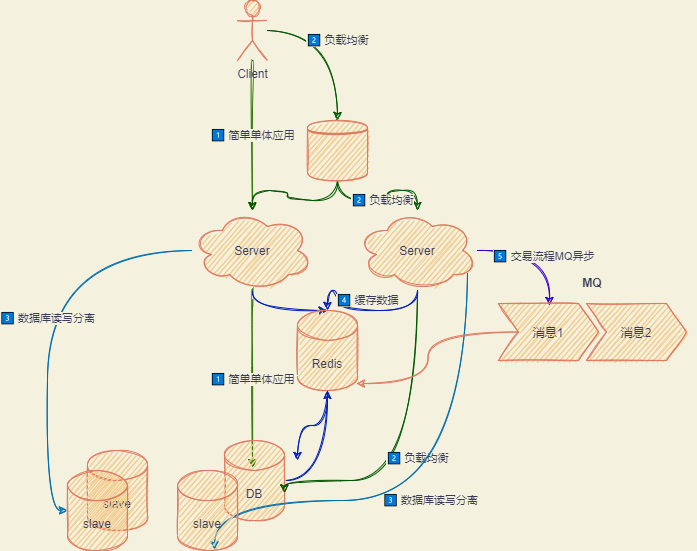 2 负载均衡
Client
1 简单单体应用
2 负载均衡
Server
Server
5 交易流程MQ异步
MQ
4 缓存数据
3 数据库读写分离
消息1
消息2
Redis
1 简单单体应用
2 负载均衡
slave
DB
3 数据库读写分离
slave
slave